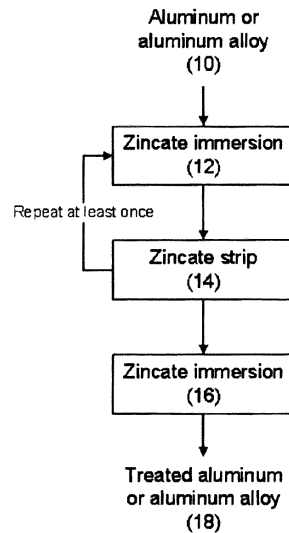 Aluminum or
aluminum alloy
(10)
Zincate immersion
(12)
Repeat at least once
Zincate strip
(14)
Zincate immersion
(16)
Treated aluminum
or aluminum alloy
(18)